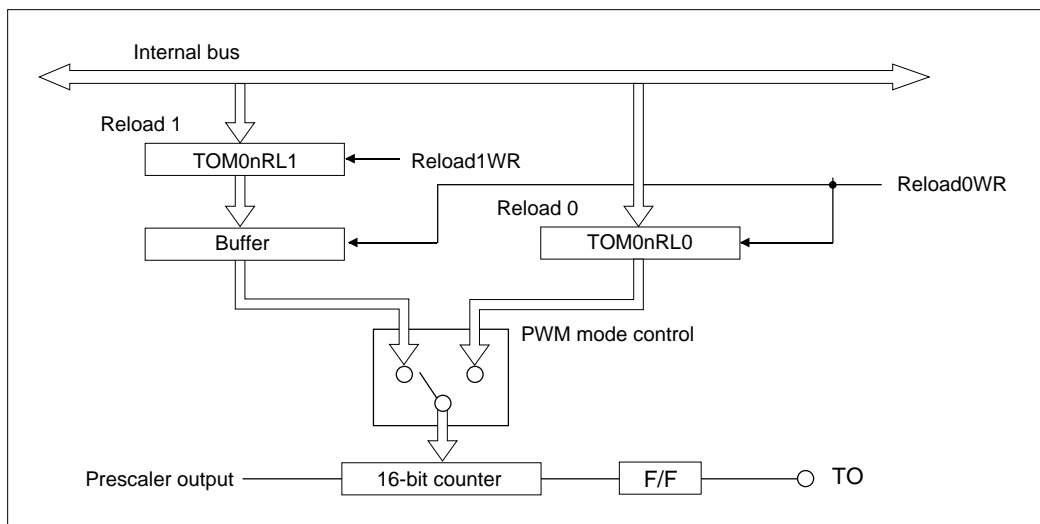 Internal bus
Reload 1
TOM0nRL1
Reload1WR
Reload0WR
Reload 0
Buffer
TOM0nRL0
PWM mode control
Prescaler output
16-bit counter
F/F
TO